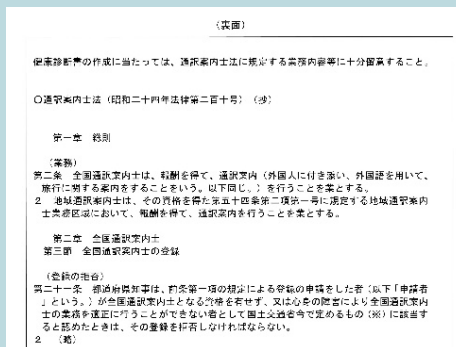 （裏面）
健康診断書の作成に当たっては、通訳案内士法に規定する業務内容等に十分留意すること。
○通訳案内士法（昭和二十四年法律第二百十号）（抄）
第一章 総則
（業務）
第二条 全国通訳案内士は、報酬を得て、通訳案内（外国人に付き添い、外国語を用いて、
旅行に関する案内をすることをいう。以下同じ。）を行うことを業とする。
２ 地域通訳案内士は、その資格を得た第五十四条第二項第一号に規定する地域通訳案内
士業務区域において、報酬を得て、通訳案内を行うことを業とする。
第二章 全国通訳案内士
第三節 全国通訳案内士の登録
（登録の拒否）
第二十一条 都道府県知事は、前条第一項の規定による登録の申請をした者（以下「申請者
」という。）が全国通訳案内士となる資格を有せず、又は心身の障害により全国通訳案内士
の業務を適正に行うことができない者として国土交通省令で定めるもの（※）に該当す
ると認めたときは、その登録を拒否しなければならない。
２ （略）